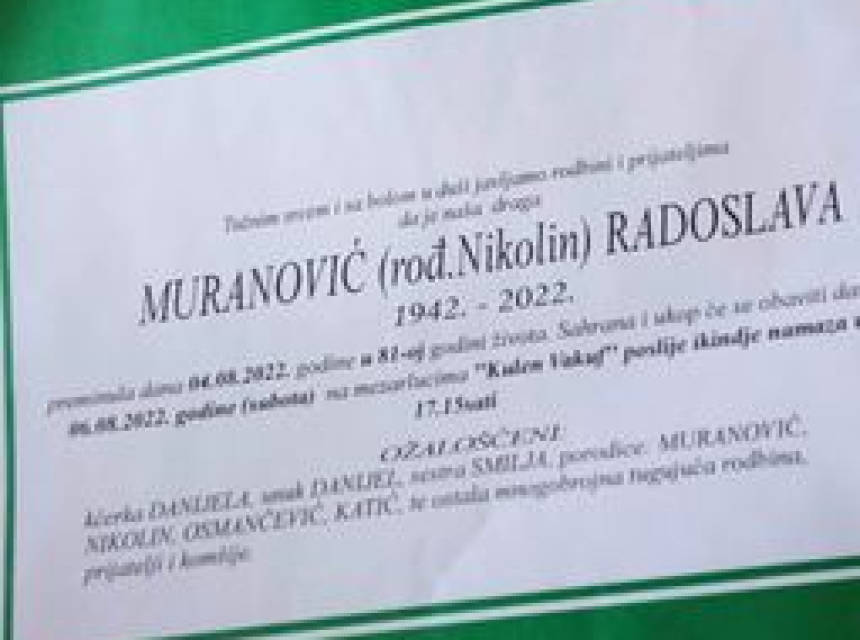 Tužnim srcem i sa bolom u duši javljamo rodbini i prijateljima
da je naša draga
MURANOVIĆ (rođ.Nikolin) RADOSLAVA
1942. - 2022.
preminula dana 04.08.2022. godine u 81-oj godini života. Sahrana i ukop će se obaviti
06.08.2022. godine (subota) na mezarlucima "Kulen Vakuf" poslije ikindje namaza u
17.15sati
OŽALOŠĆENI:
kćerka DANIJELA, unuk DANIJEL, sestra SMILJA, porodice: MURANOVIĆ,
NIKOLIN, OSMANČEVIĆ, KATIĆ, te ostala mnogobrojna tugujuća rodbina,
prijatelji i komšije.